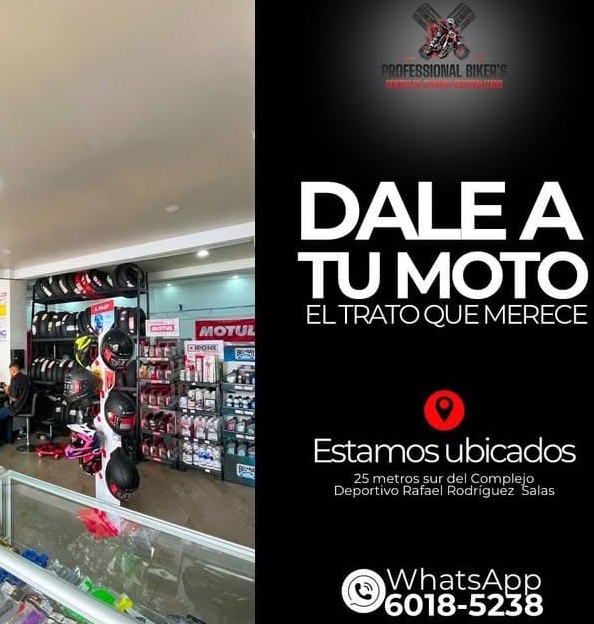 PROFESSIONAL BIKER'S
DALE A
TU MOTO
EL TRATO QUE MERECE
Estamos ubicados
25 metros sur del Complejo
Deportivo Rafael Rodríguez Salas
WhatsApp
6018-5238
MOTUL
MOTUL
IPONE